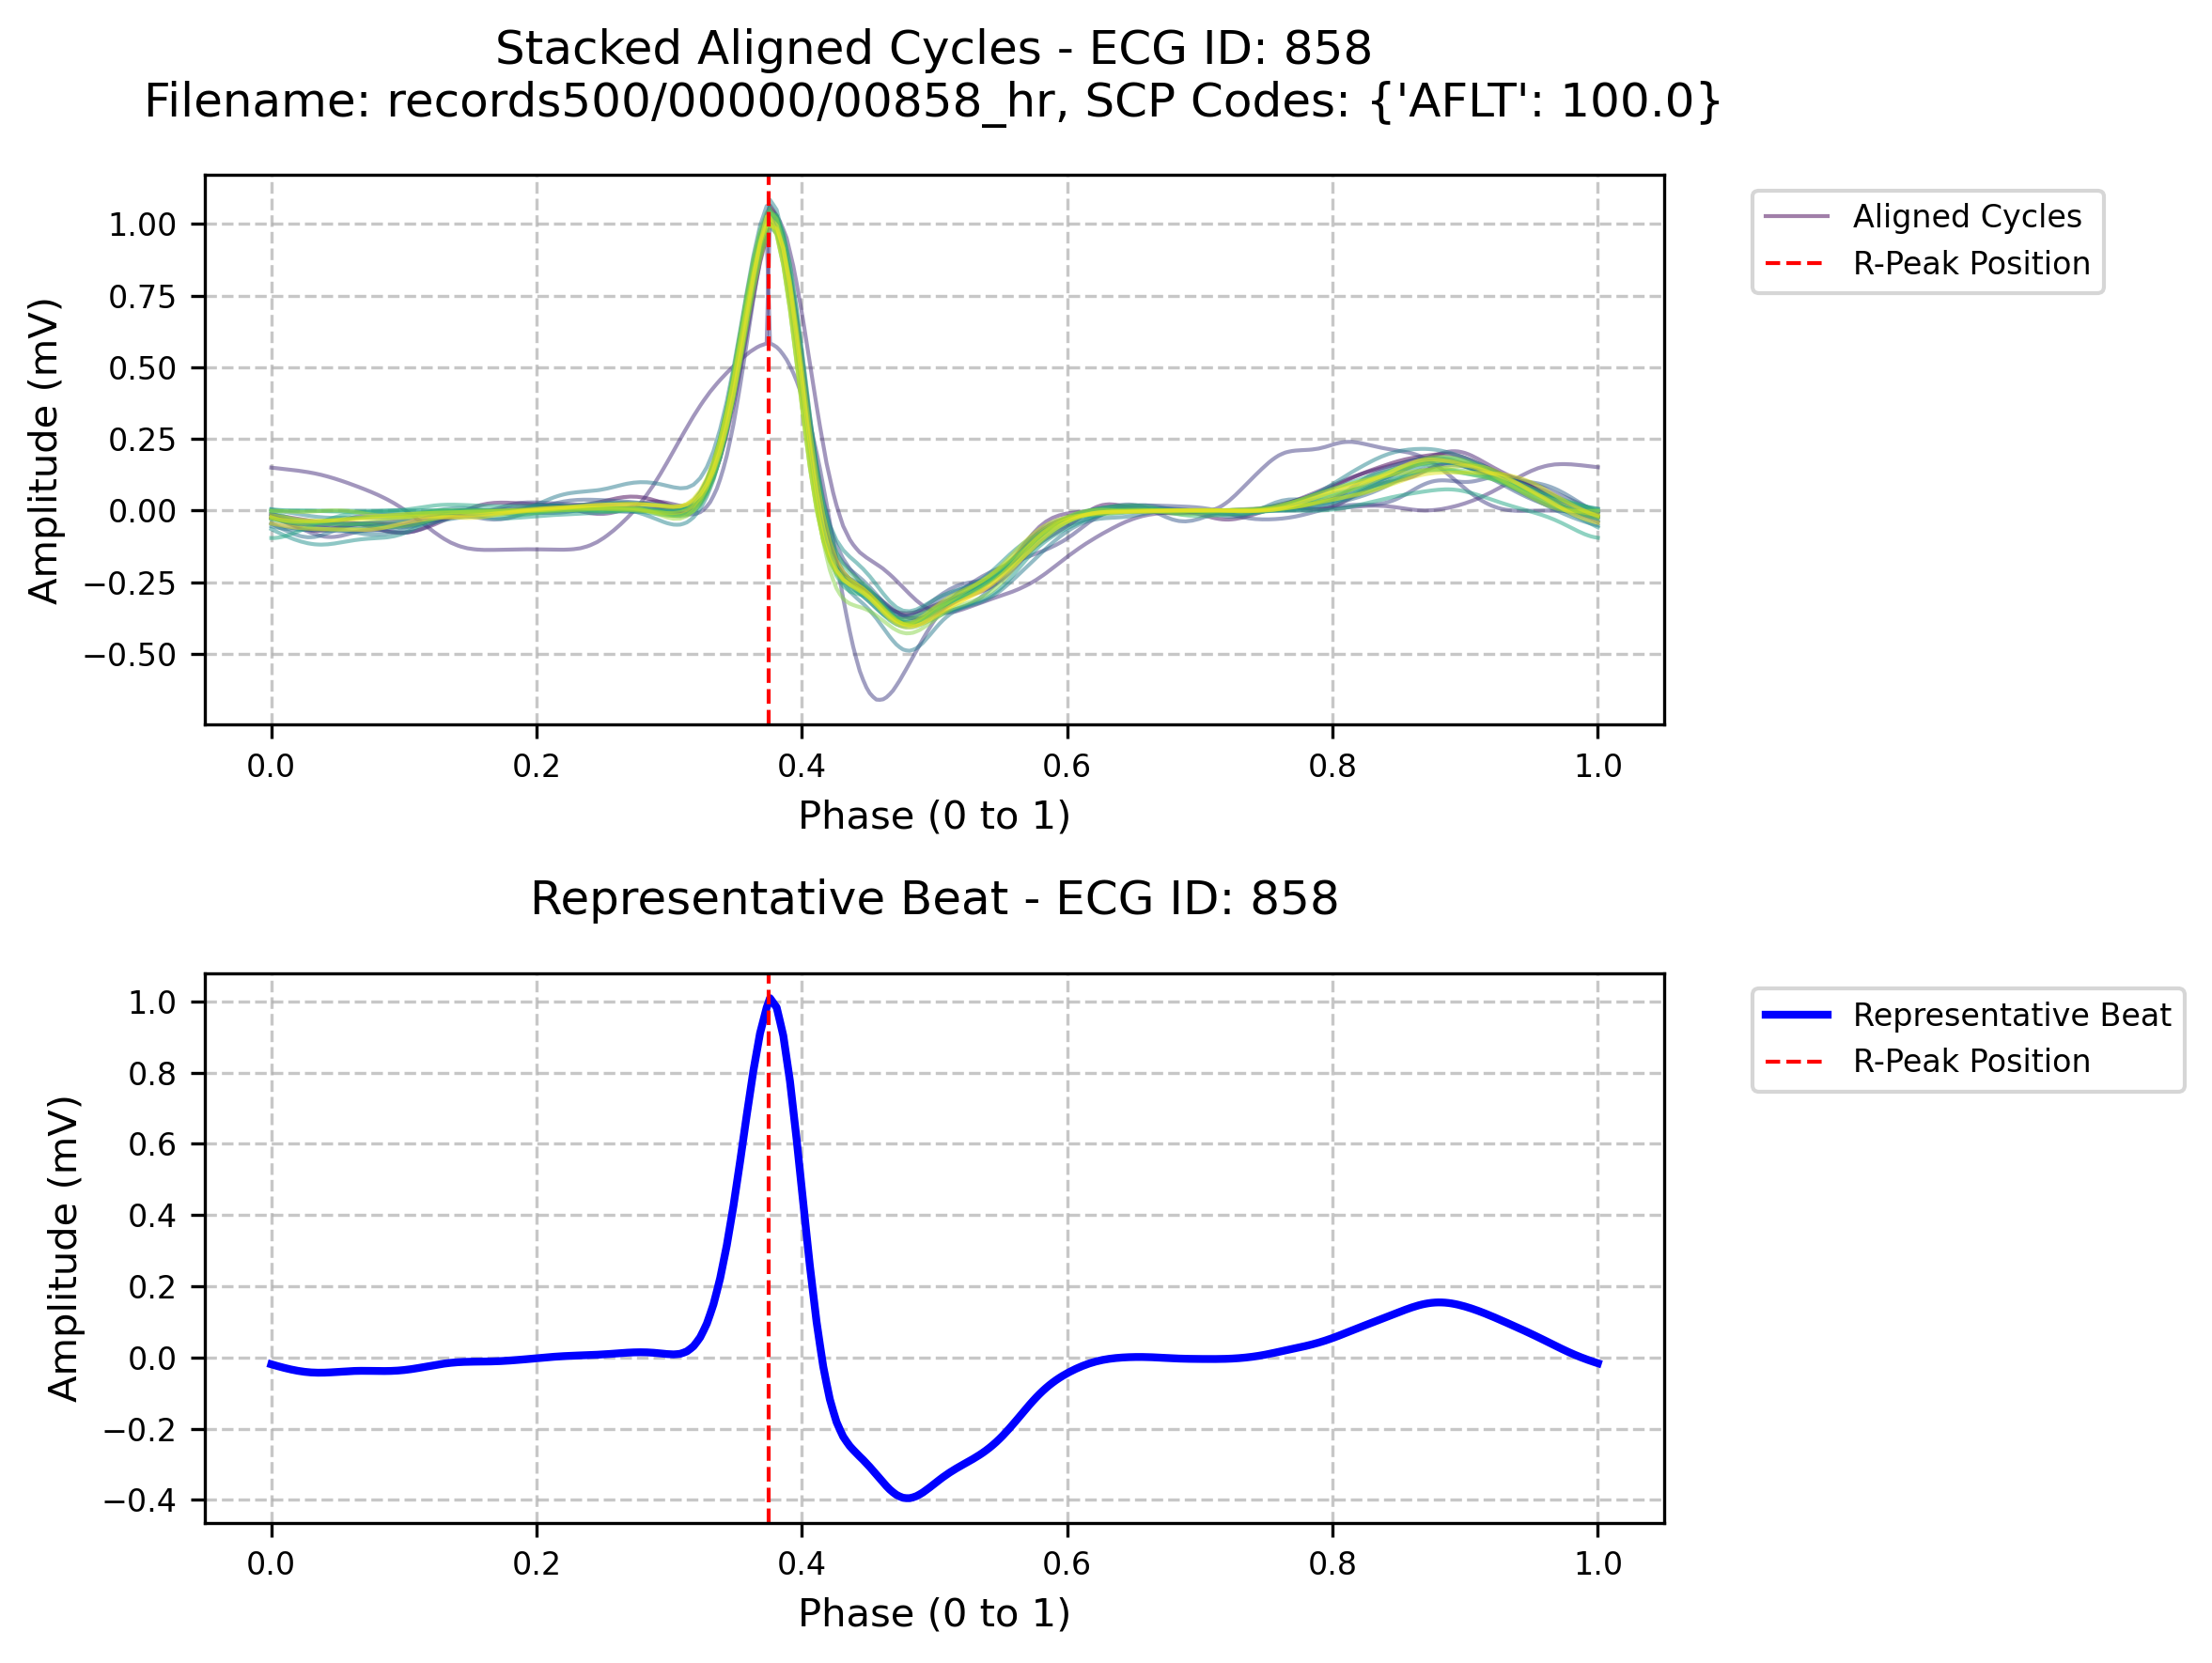 Stacked Aligned Cycles - ECG ID: 858
Filename: records500/00000/00858_hr, SCP Codes: {'AFLT': 100.0}
Amplitude (mV)
1.00
0.75
0.50
0.25
0.00
−0.25
−0.50
0.0 0.2 0.4 0.6 0.8 1.0
Phase (0 to 1)
Aligned Cycles
R-Peak Position
Representative Beat - ECG ID: 858
Amplitude (mV)
1.0
0.8
0.6
0.4
0.2
0.0
−0.2
−0.4
0.0 0.2 0.4 0.6 0.8 1.0
Phase (0 to 1)
Representative Beat
R-Peak Position